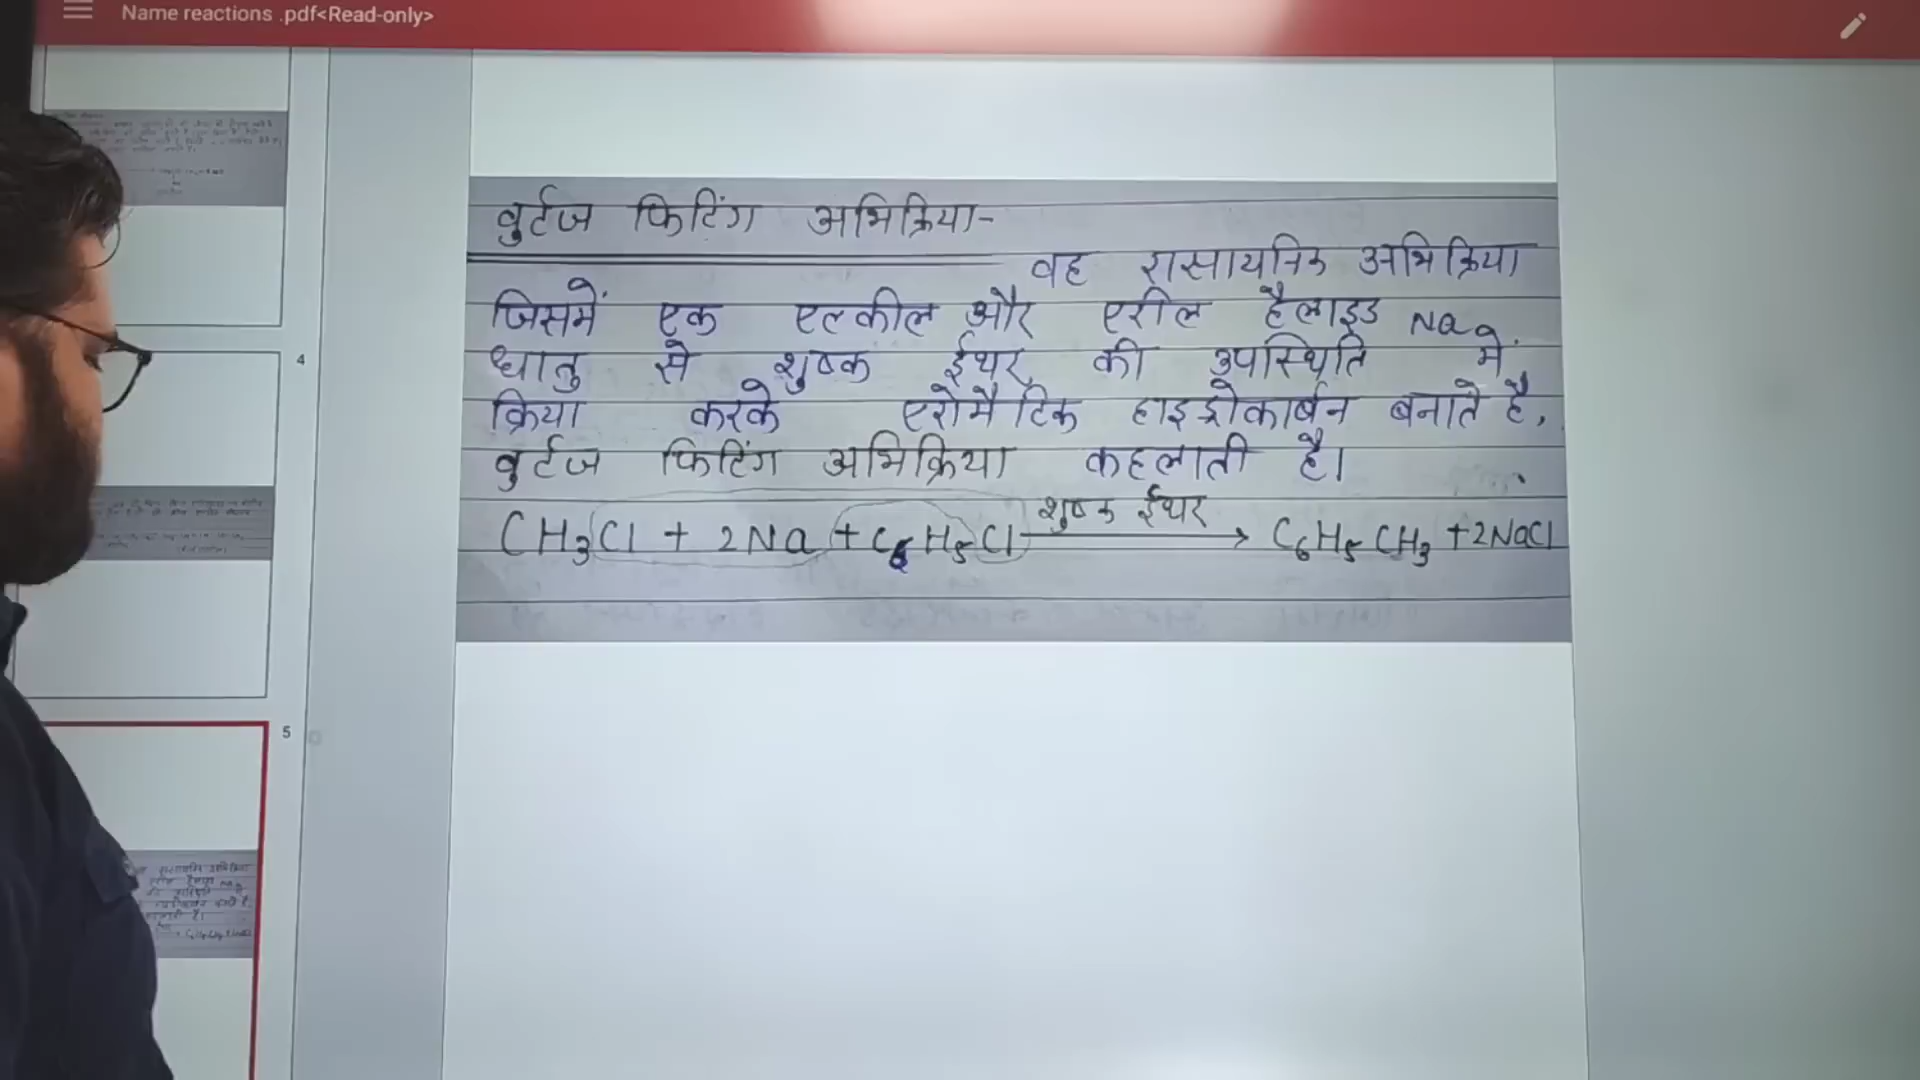 Name reactions .pdf<Read-only>
वुर्टज फिटिंग अभिक्रिया-
वह रासायनिक अभिक्रिया
जिसमें एक एल्कील और एरील हैलाइड Na
धातु से शुष्क ईथर की उपस्थिति में
क्रिया करके एरोमैटिक हाइड्रोकार्बन बनाते है,
वुर्टज फिटिंग अभिक्रिया कहलाती है।
शुष्क ईथर
CH₃Cl + 2Na + C₆H₅Cl → C₆H₅CH₃ + 2NaCl
4
5